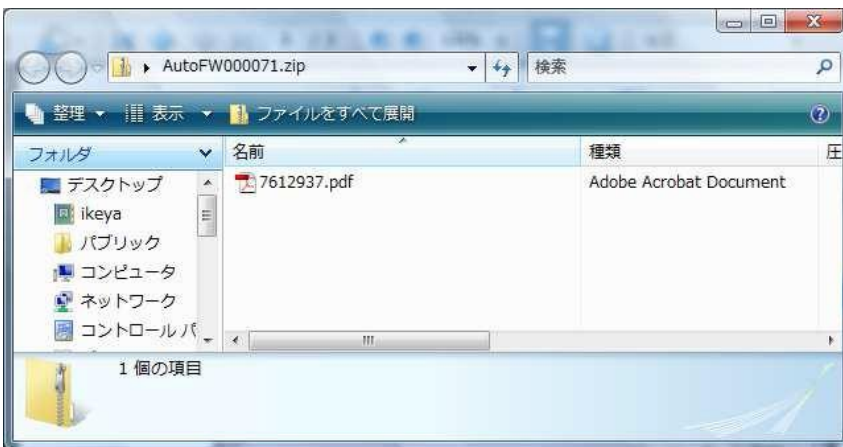 AutoFW000071.zip
検索
整理
表示
ファイルをすべて展開
フォルダ
名前
種類
圧
デスクトップ
7612937.pdf
Adobe Acrobat Document
ikeya
パブリック
コンピュータ
ネットワーク
コントロール パ
1 個の項目